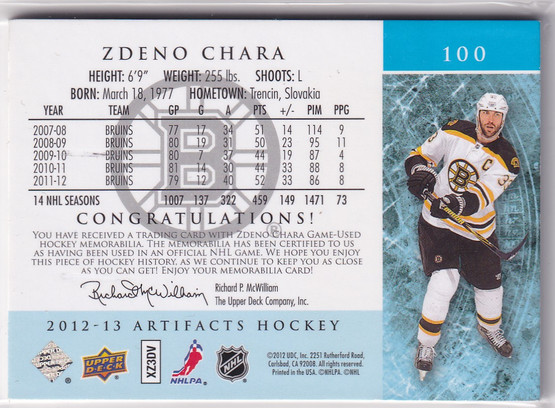 ZDENO CHARA
100
HEIGHT: 6'9" WEIGHT: 255 lbs. SHOOTS: L
BORN: March 18, 1977 HOMETOWN: Trencin, Slovakia
YEAR TEAM GP G A PTS +/- PIM PPG
2007-08 BRUINS 77 17 34 51 14 114 9
2008-09 BRUINS 80 19 31 50 23 95 11
2009-10 BRUINS 80 7 37 44 19 87 4
2010-11 BRUINS 81 14 30 44 33 88 8
2011-12 BRUINS 79 12 40 52 33 86 8
14 NHL SEASONS 1007 137 322 459 149 1471 73
CONGRATULATIONS!
YOU HAVE RECEIVED A TRADING CARD WITH ZDENO CHARA GAME-USED
HOCKEY MEMORABILIA. THE MEMORABILIA HAS BEEN CERTIFIED TO US
AS HAVING BEEN USED IN AN OFFICIAL NHL GAME. WE HOPE YOU ENJOY
THIS PIECE OF HOCKEY HISTORY, AS WE CONTINUE TO KEEP YOU AS CLOSE
AS YOU CAN GET! ENJOY YOUR MEMORABILIA CARD!
Richard P. McWilliam
Richard P. McWilliam
The Upper Deck Company, Inc.
2012-13 ARTIFACTS HOCKEY
UPPER DECK
XZ3DV
NHLPA
NHL
©2012 UDC, Inc. 2251 Rutherford Road,
Carlsbad, CA 92008. All rights reserved.
Printed in the USA. ©NHLPA. ©NHL
B
C
33